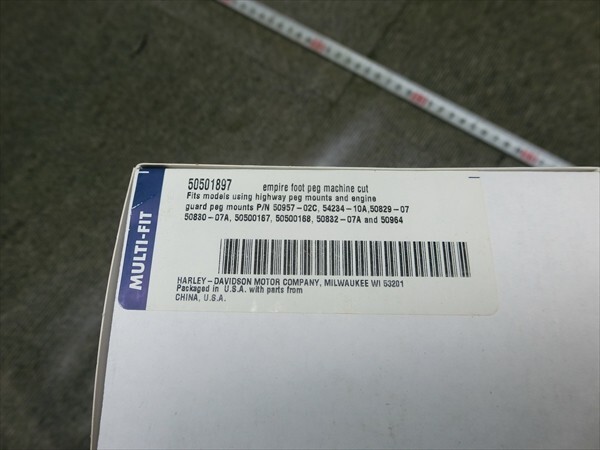 50501897 empire foot peg machine cut
Fits models using highway peg mounts and engine
guard peg mounts P/N 50957-02C, 54234-10A,50829-07
50830-07A, 50500167, 50500168, 50832-07A and 50964
MULTI-FIT
HARLEY-DAVIDSON MOTOR COMPANY, MILWAUKEE WI 53201
Packaged in U.S.A. with parts from
CHINA, U.S.A.